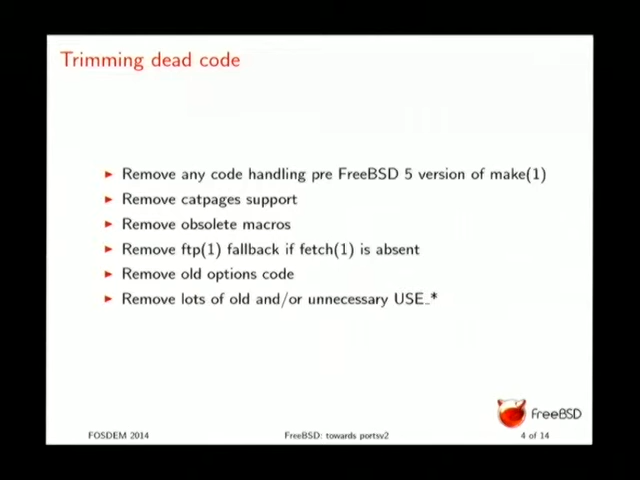 Trimming dead code
Remove any code handling pre FreeBSD 5 version of make(1)
Remove catpages support
Remove obsolete macros
Remove ftp(1) fallback if fetch(1) is absent
Remove old options code
Remove lots of old and/or unnecessary USE_*
FreeBSD
FOSDEM 2014
FreeBSD: towards portsv2
4 of 14